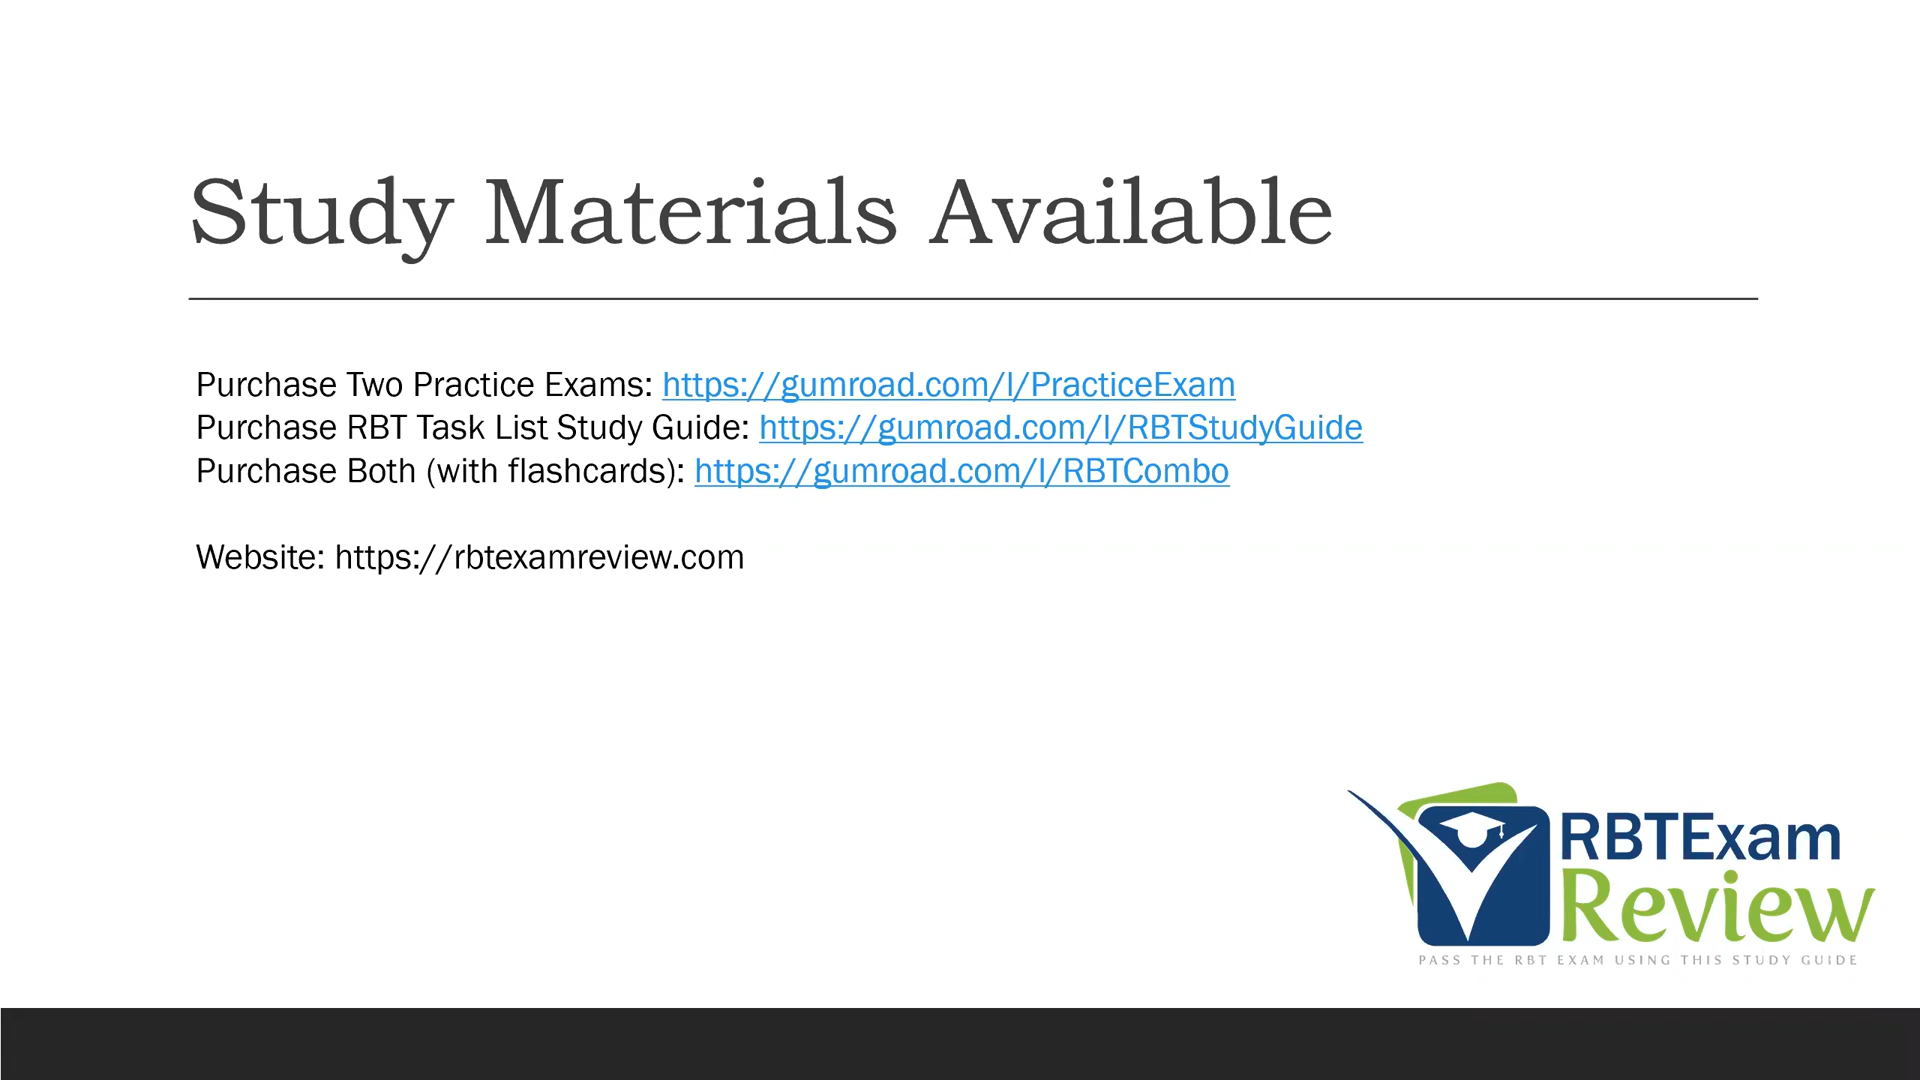 Study Materials Available
Purchase Two Practice Exams: https://gumroad.com/l/PracticeExam
Purchase RBT Task List Study Guide: https://gumroad.com/l/RBTStudyGuide
Purchase Both (with flashcards): https://gumroad.com/l/RBTCombo
Website: https://rbtexamreview.com
RBTExam
Review
PASS THE RBT EXAM USING THIS STUDY GUIDE